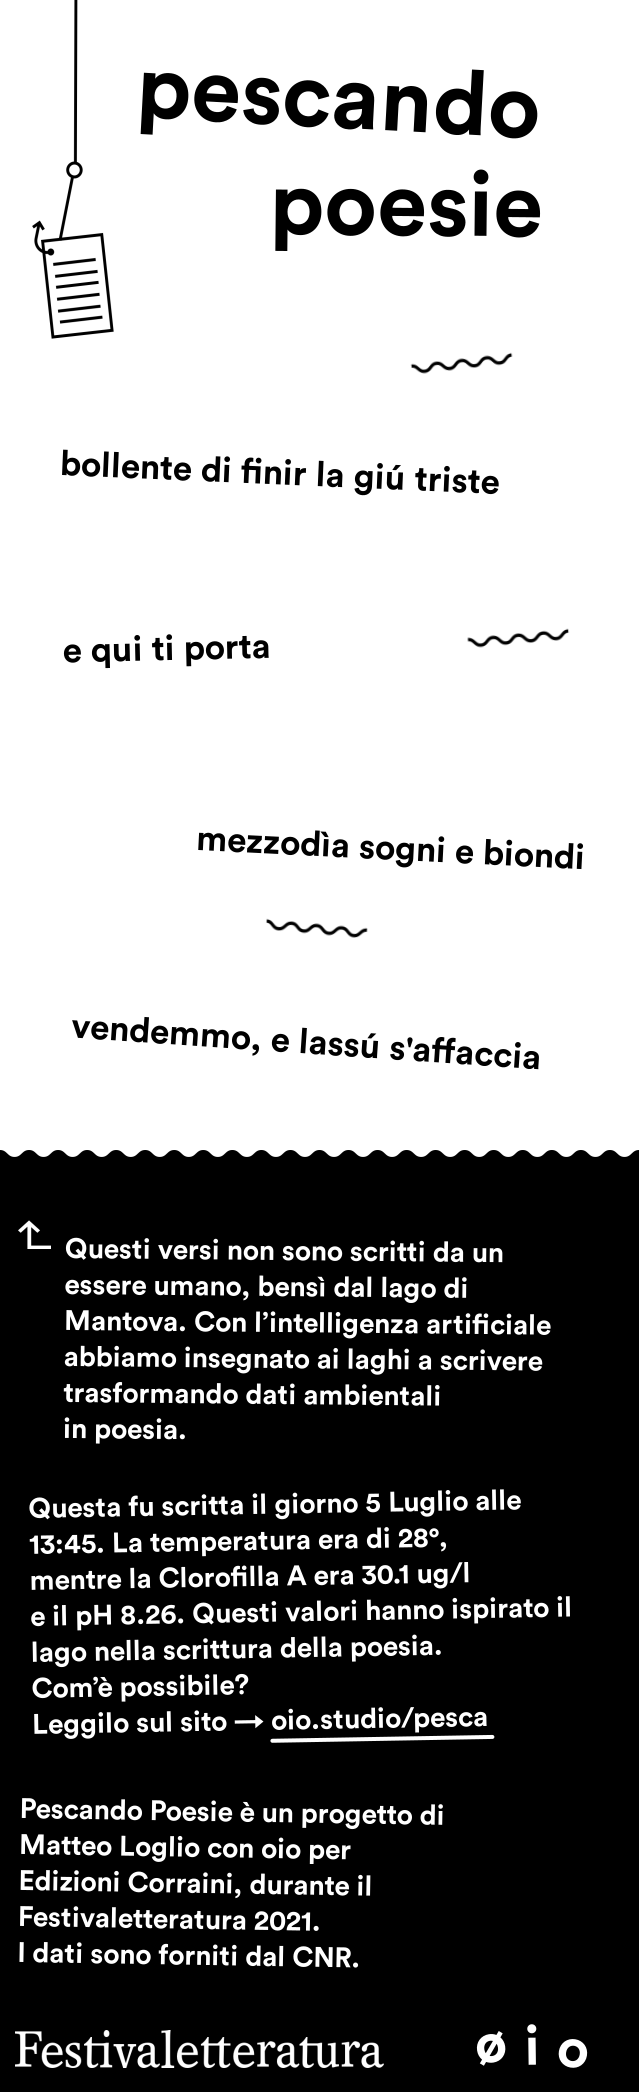 pescando
poesie
bollente di finir la giú triste
e qui ti porta
mezzodìa sogni e biondi
vendemmo, e lassú s'affaccia
Questi versi non sono scritti da un
essere umano, bensì dal lago di
Mantova. Con l’intelligenza artificiale
abbiamo insegnato ai laghi a scrivere
trasformando dati ambientali
in poesia.
Questa fu scritta il giorno 5 Luglio alle
13:45. La temperatura era di 28°,
mentre la Clorofilla A era 30.1 ug/l
e il pH 8.26. Questi valori hanno ispirato il
lago nella scrittura della poesia.
Com’è possibile?
Leggilo sul sito → oio.studio/pesca
Pescando Poesie è un progetto di
Matteo Loglio con oio per
Edizioni Corraini, durante il
Festivaletteratura 2021.
I dati sono forniti dal CNR.
Festivaletteratura øio